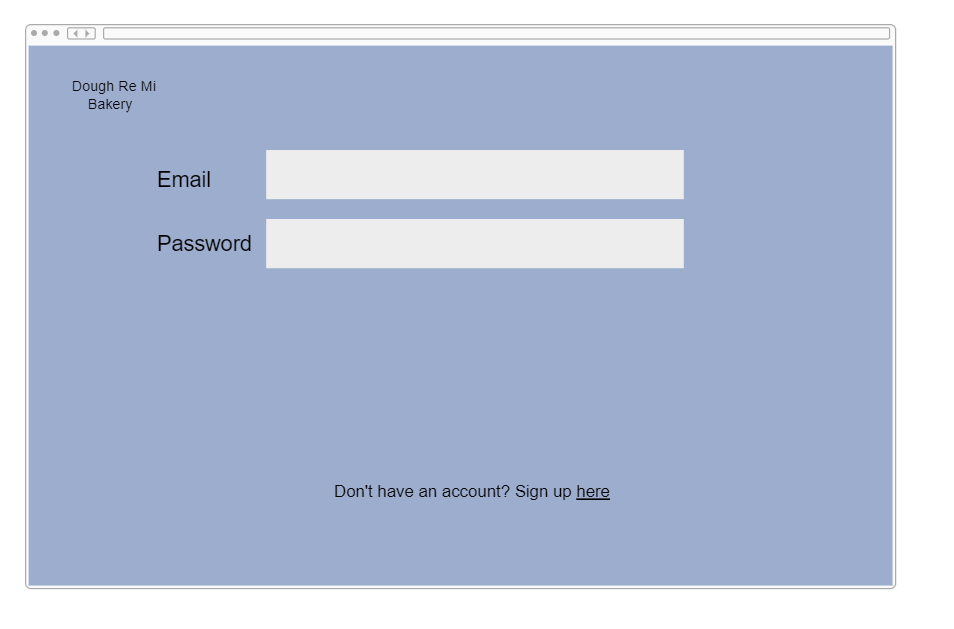 Dough Re Mi
Bakery
Email
Password
Don't have an account? Sign up here